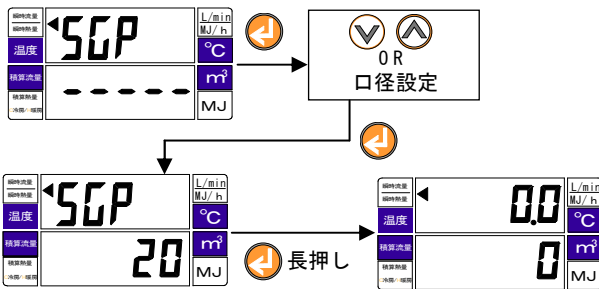 瞬時流量
瞬時熱量
温度
積算流量
積算熱量
冷房/暖房
SGP
-----
L/min
MJ/h
℃
m³
MJ
OR
口径設定
瞬時流量
瞬時熱量
温度
積算流量
積算熱量
冷房/暖房
SGP
20
L/min
MJ/h
℃
m³
MJ
長押し
瞬時流量
瞬時熱量
温度
積算流量
積算熱量
冷房/暖房
0.0
0
L/min
MJ/h
℃
m³
MJ